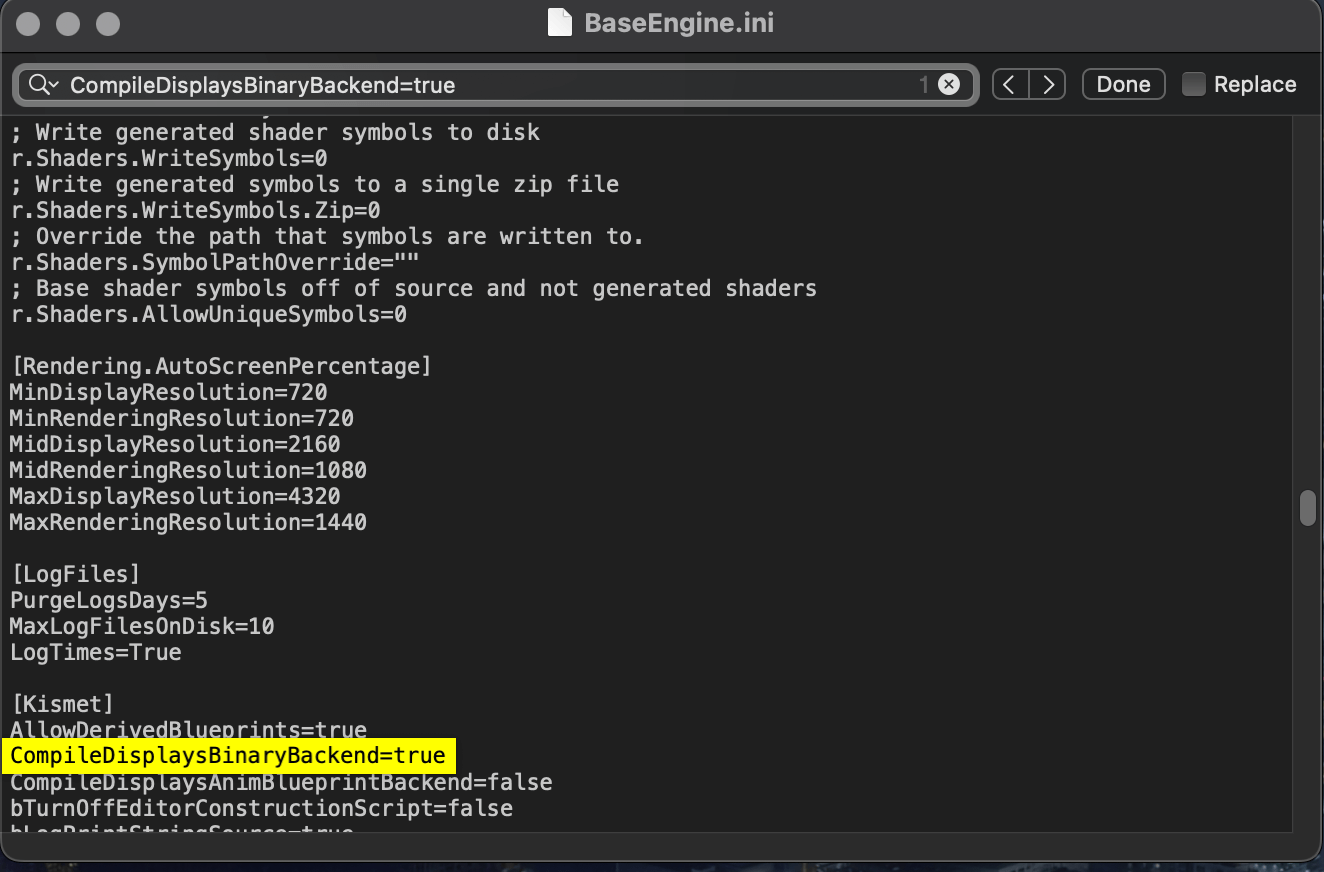 BaseEngine.ini
CompileDisplaysBinaryBackend=true 1 Done Replace
; Write generated shader symbols to disk
r.Shaders.WriteSymbols=0
; Write generated symbols to a single zip file
r.Shaders.WriteSymbols.Zip=0
; Override the path that symbols are written to.
r.Shaders.SymbolPathOverride=""
; Base shader symbols off of source and not generated shaders
r.Shaders.AllowUniqueSymbols=0
[Rendering.AutoScreenPercentage]
MinDisplayResolution=720
MinRenderingResolution=720
MidDisplayResolution=2160
MidRenderingResolution=1080
MaxDisplayResolution=4320
MaxRenderingResolution=1440
[LogFiles]
PurgeLogsDays=5
MaxLogFilesOnDisk=10
LogTimes=True
[Kismet]
AllowDerivedBlueprints=true
CompileDisplaysBinaryBackend=true
CompileDisplaysAnimBlueprintBackend=false
bTurnOffEditorConstructionScript=false
bLogPrintStringSource=true